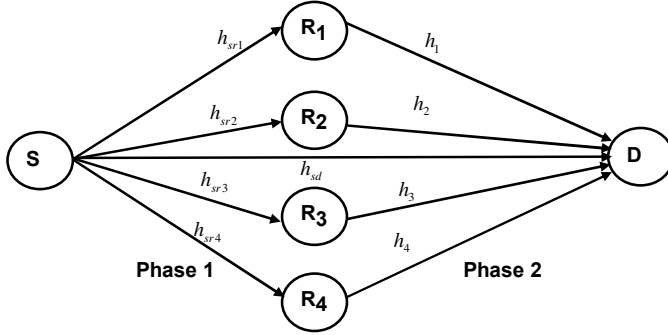 R1
h_sr1
h_1
R2
h_sr2
h_2
S
D
h_sd
h_sr3
h_3
R3
h_sr4
h_4
Phase 1
Phase 2
R4